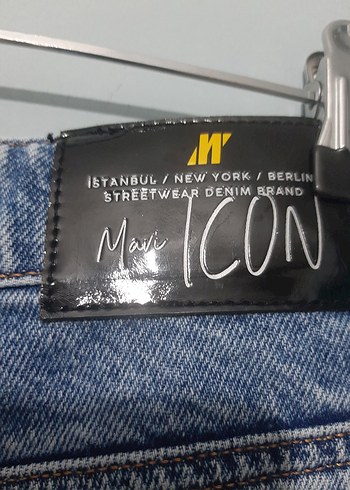 M
İSTANBUL / NEW YORK / BERLIN
STREETWEAR DENIM BRAND
Mavi ICON